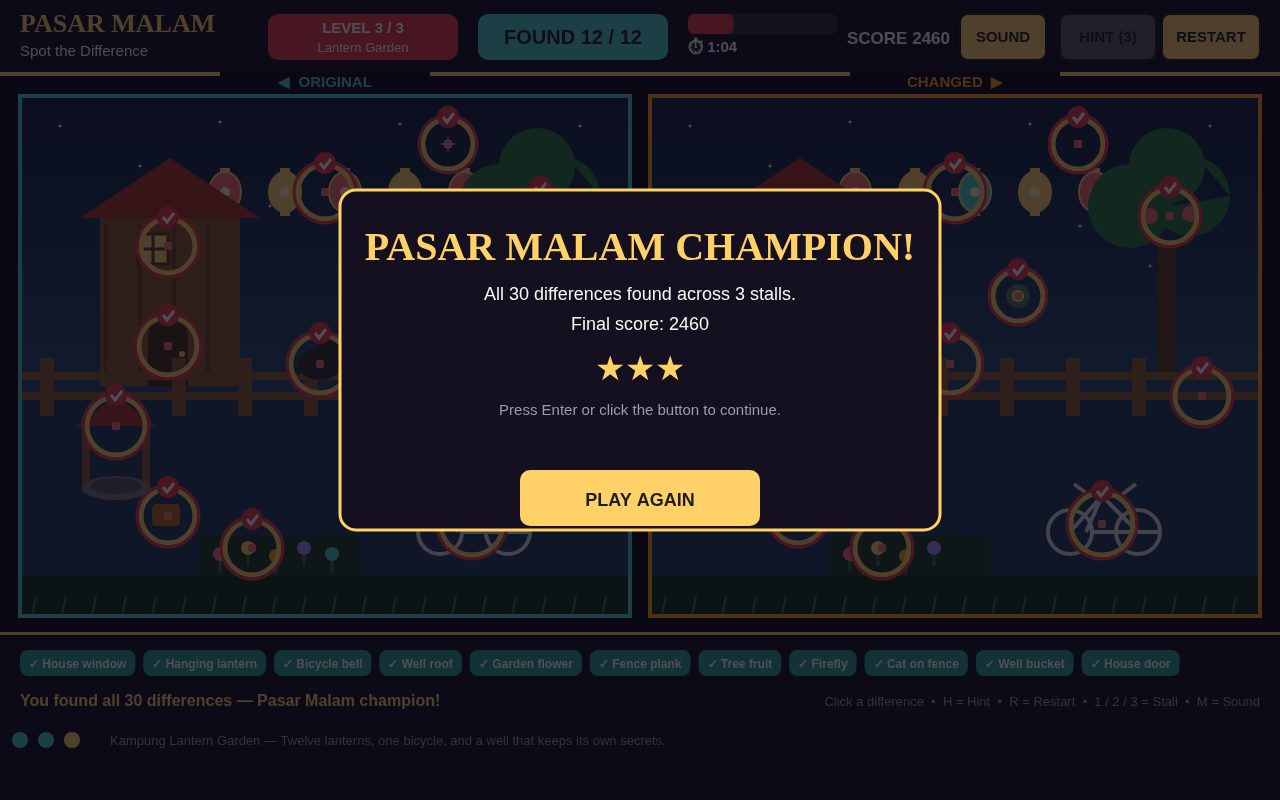 PASAR MALAM
Spot the Difference
LEVEL 3 / 3
Lantern Garden
FOUND 12 / 12
⏱ 1:04
SCORE 2460
SOUND
HINT (3)
RESTART
◀ ORIGINAL
CHANGED ▶
PASAR MALAM CHAMPION!
All 30 differences found across 3 stalls.
Final score: 2460
★★★
Press Enter or click the button to continue.
PLAY AGAIN
✓ House window
✓ Hanging lantern
✓ Bicycle bell
✓ Well roof
✓ Garden flower
✓ Fence plank
✓ Tree fruit
✓ Firefly
✓ Cat on fence
✓ Well bucket
✓ House door
You found all 30 differences — Pasar Malam champion!
Click a difference • H = Hint • R = Restart • 1 / 2 / 3 = Stall • M = Sound
Kampung Lantern Garden — Twelve lanterns, one bicycle, and a well that keeps its own secrets.